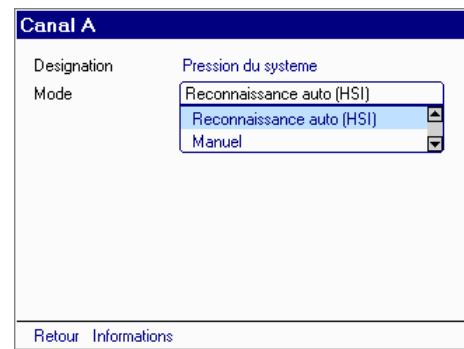 Canal A
Designation Pression du systeme
Mode Reconnaissance auto (HSI)
Reconnaissance auto (HSI)
Manuel
Retour Informations